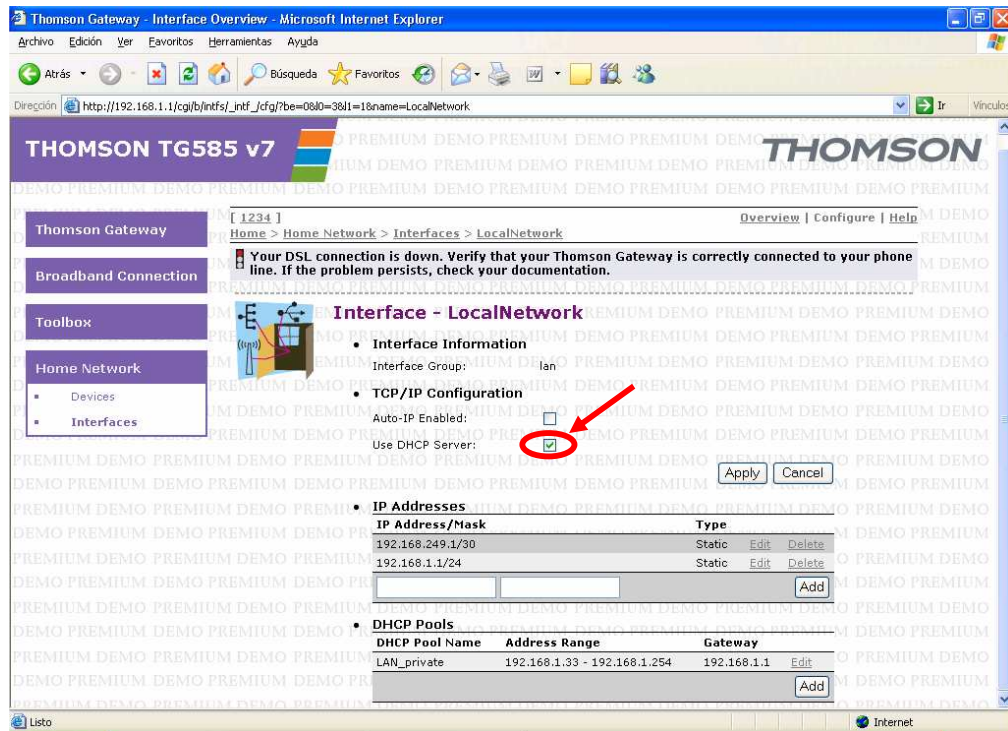 Thomson Gateway - Interface Overview - Microsoft Internet Explorer
Archivo Edición Ver Favoritos Herramientas Ayuda
Atrás Búsqueda Favoritos
Dirección http://192.168.1.1/cgi/b/intfs/_intf_/cfg/?be=0&l0=3&l1=1&name=LocalNetwork Ir Vínculos
THOMSON TG585 v7 THOMSON
[ 1234 ] Overview | Configure | Help
Home > Home Network > Interfaces > LocalNetwork
Your DSL connection is down. Verify that your Thomson Gateway is correctly connected to your phone
line. If the problem persists, check your documentation.
Thomson Gateway
Broadband Connection
Toolbox
Home Network
Devices
Interfaces
Interface - LocalNetwork
• Interface Information
Interface Group: lan
• TCP/IP Configuration
Auto-IP Enabled:
Use DHCP Server:
Apply Cancel
• IP Addresses
IP Address/Mask Type
192.168.249.1/30 Static Edit Delete
192.168.1.1/24 Static Edit Delete
Add
• DHCP Pools
DHCP Pool Name Address Range Gateway
LAN_private 192.168.1.33 - 192.168.1.254 192.168.1.1 Edit
Add
Listo Internet